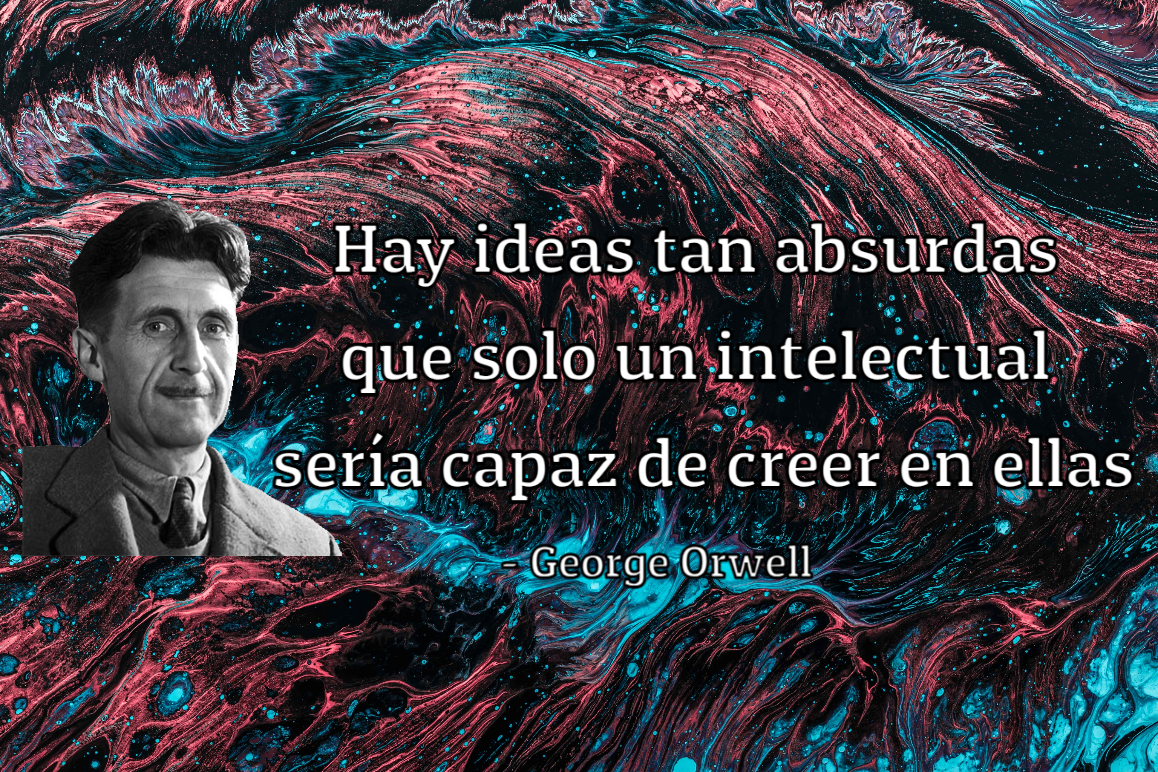 Hay ideas tan absurdas
que solo un intelectual
sería capaz de creer en ellas
- George Orwell